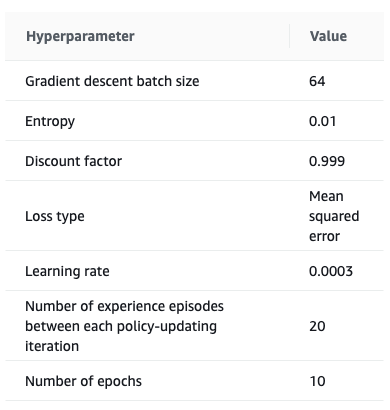 Hyperparameter Value
Gradient descent batch size 64
Entropy 0.01
Discount factor 0.999
Loss type Mean
squared
error
Learning rate 0.0003
Number of experience episodes
between each policy-updating 20
iteration
Number of epochs 10